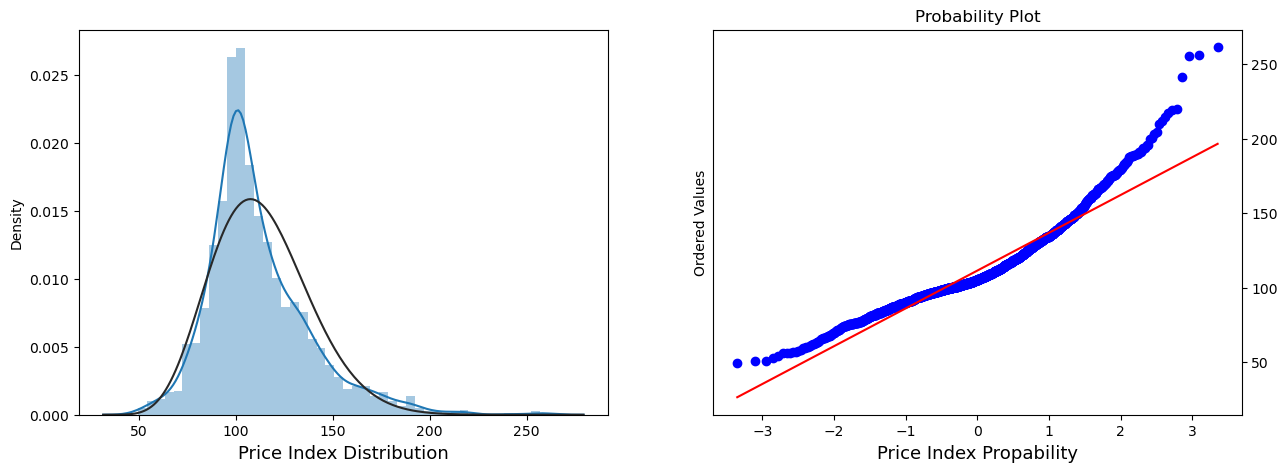 0.025
0.020
0.015
0.010
0.005
0.000
Density
50 100 150 200 250
Price Index Distribution
Probability Plot
250
200
150
100
50
Ordered Values
−3 −2 −1 0 1 2 3
Price Index Propability